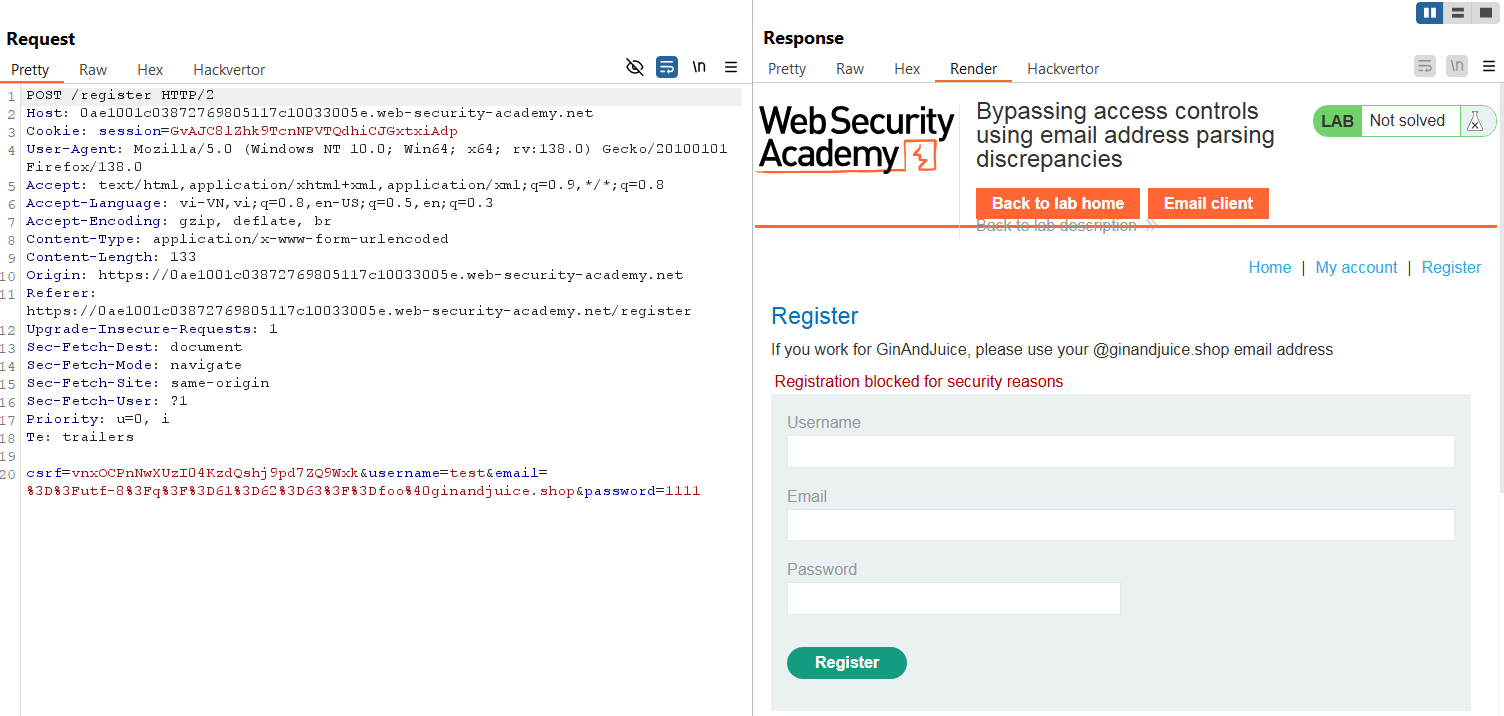 Request
Pretty Raw Hex Hackvertor
\n
1 POST /register HTTP/2
2 Host: 0ae1001c03872769805117c10033005e.web-security-academy.net
3 Cookie: session=GvAJC8lZhk9TcnNPVTQdhiCJGxtxiAdp
4 User-Agent: Mozilla/5.0 (Windows NT 10.0; Win64; x64; rv:138.0) Gecko/20100101
Firefox/138.0
5 Accept: text/html,application/xhtml+xml,application/xml;q=0.9,*/*;q=0.8
6 Accept-Language: vi-VN,vi;q=0.8,en-US;q=0.5,en;q=0.3
7 Accept-Encoding: gzip, deflate, br
8 Content-Type: application/x-www-form-urlencoded
9 Content-Length: 133
10 Origin: https://0ae1001c03872769805117c10033005e.web-security-academy.net
11 Referer:
https://0ae1001c03872769805117c10033005e.web-security-academy.net/register
12 Upgrade-Insecure-Requests: 1
13 Sec-Fetch-Dest: document
14 Sec-Fetch-Mode: navigate
15 Sec-Fetch-Site: same-origin
16 Sec-Fetch-User: ?1
17 Priority: u=0, i
18 Te: trailers
19
20 csrf=vnxOCPnNwXUzI04KzdQshj9pd7ZQ9Wxk&username=test&email=
%3D%3Futf-8%3Fq%3F%3D61%3D62%3D63%3F%3Dfoo%40ginandjuice.shop&password=1111
Response
Pretty Raw Hex Render Hackvertor
\n
Web Security
Academy
Bypassing access controls
using email address parsing
discrepancies
LAB Not solved
Back to lab home Email client
Back to lab description
Home | My account | Register
Register
If you work for GinAndJuice, please use your @ginandjuice.shop email address
Registration blocked for security reasons
Username
Email
Password
Register